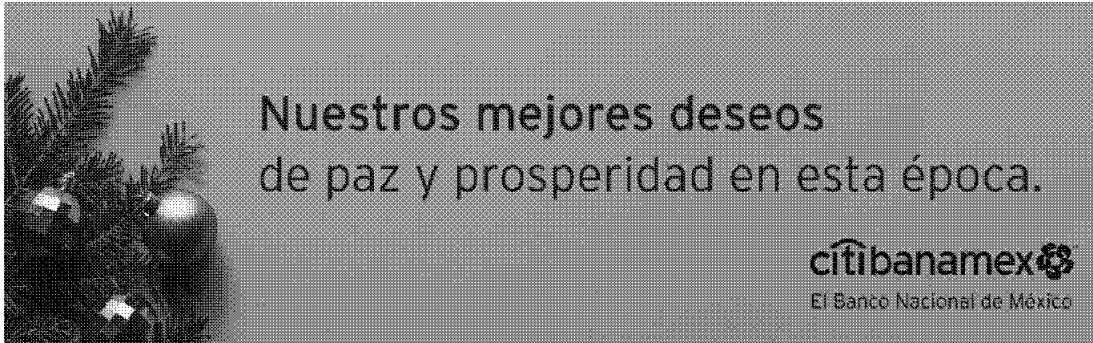 Nuestros mejores deseos
de paz y prosperidad en esta época.
citibanamex
El Banco Nacional de México